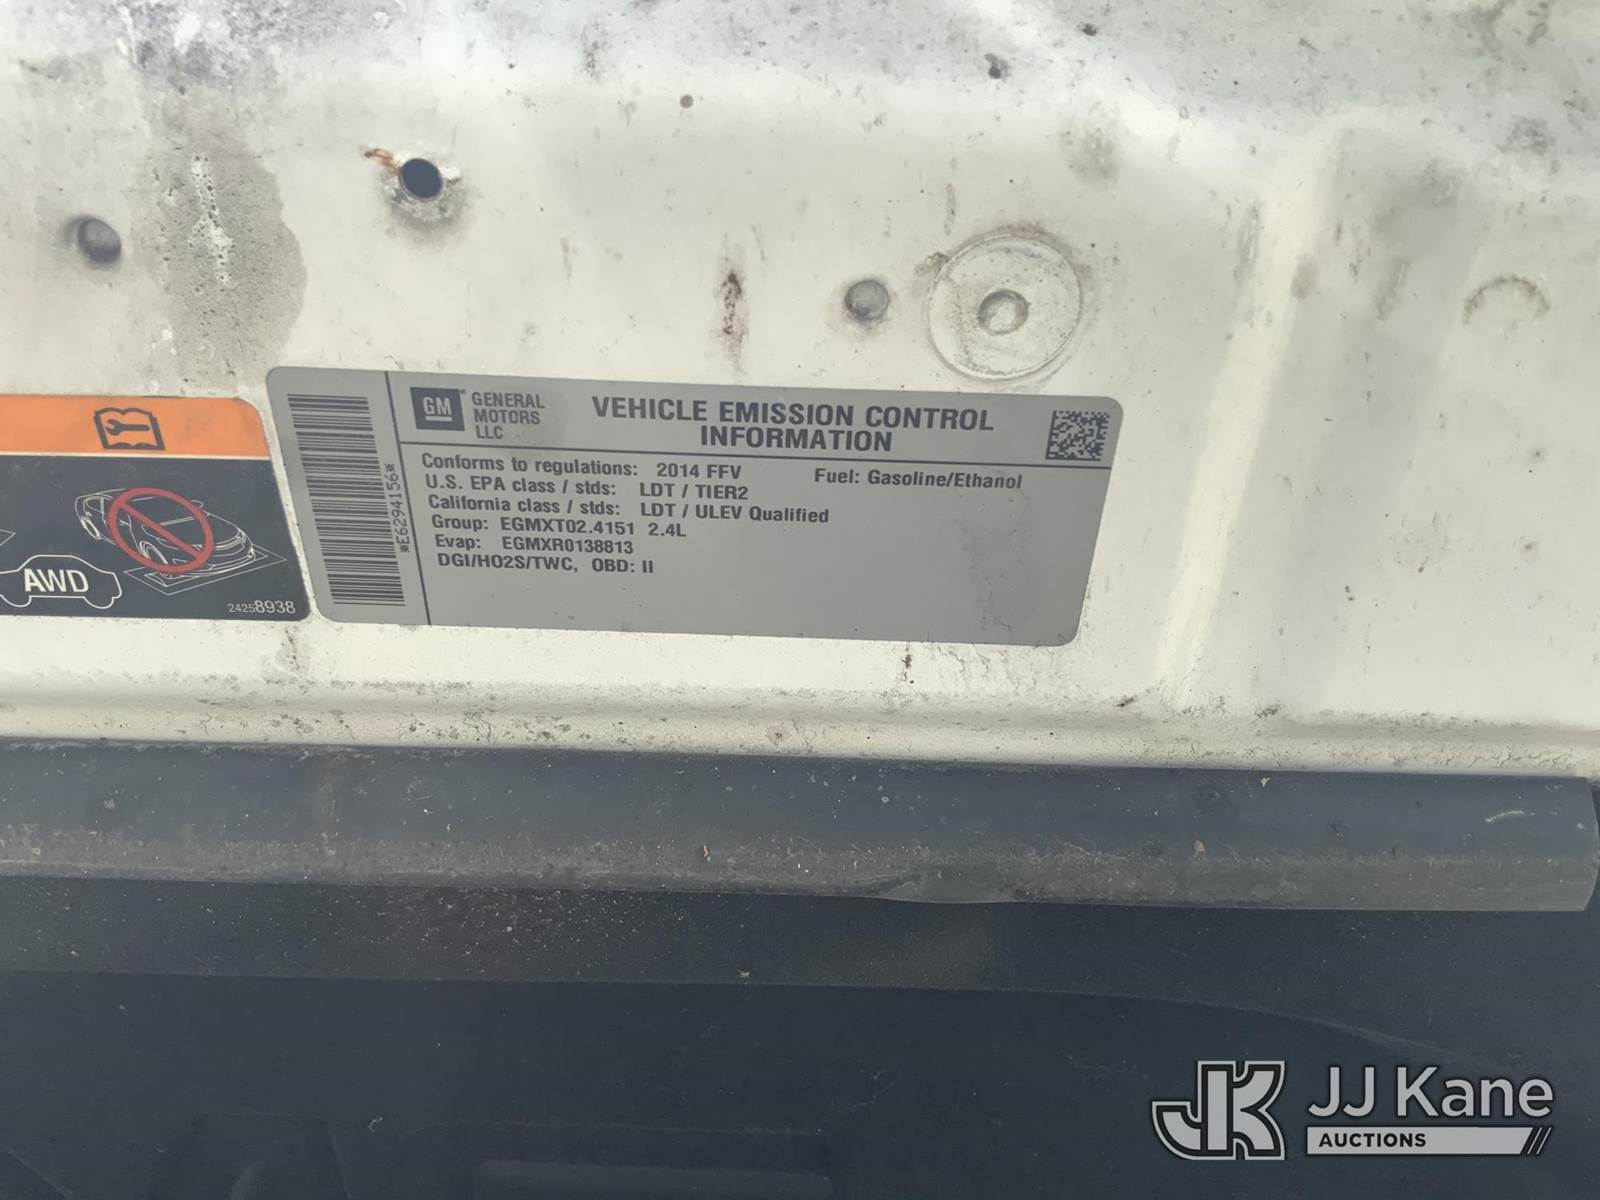 GM GENERAL
MOTORS
LLC
VEHICLE EMISSION CONTROL
INFORMATION
Conforms to regulations: 2014 FFV Fuel: Gasoline/Ethanol
U.S. EPA class / stds: LDT / TIER2
California class / stds: LDT / ULEV Qualified
Group: EGMXT02.4151 2.4L
Evap: EGMXR0138813
DGI/HO2S/TWC, OBD: II
*E6294156*
AWD
24258938
JJ Kane
AUCTIONS